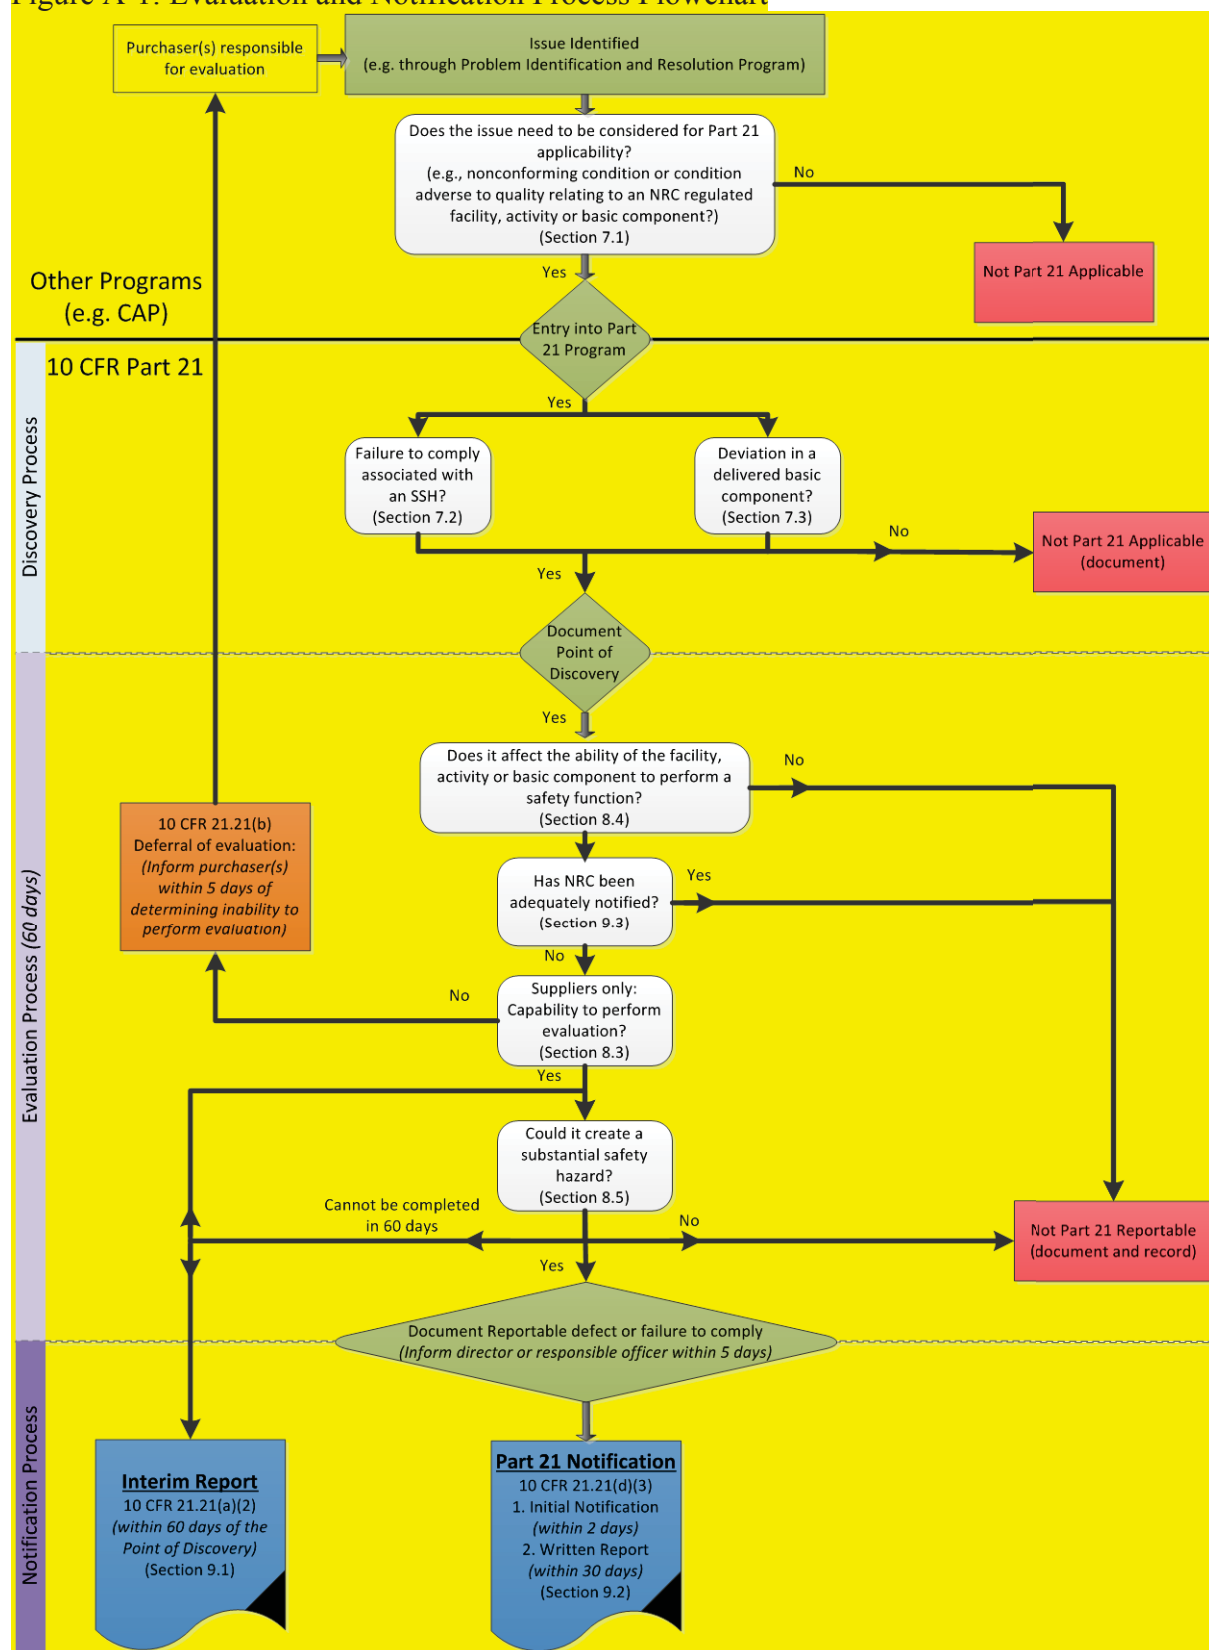 Figure A-1: Evaluation and Notification Process Flowchart
Purchaser(s) responsible
for evaluation
Issue Identified
(e.g. through Problem Identification and Resolution Program)
Does the issue need to be considered for Part 21
applicability?
(e.g., nonconforming condition or condition
adverse to quality relating to an NRC regulated
facility, activity or basic component?)
(Section 7.1)
No
Not Part 21 Applicable
Yes
Other Programs
(e.g. CAP)
Entry into Part
21 Program
10 CFR Part 21
Discovery Process
Yes
Failure to comply
associated with
an SSH?
(Section 7.2)
Deviation in a
delivered basic
component?
(Section 7.3)
No
Not Part 21 Applicable
(document)
Yes
Document
Point of
Discovery
Evaluation Process (60 days)
Yes
Does it affect the ability of the facility,
activity or basic component to perform a
safety function?
(Section 8.4)
No
10 CFR 21.21(b)
Deferral of evaluation:
(Inform purchaser(s)
within 5 days of
determining inability to
perform evaluation)
Has NRC been
adequately notified?
(Section 9.3)
Yes
No
Suppliers only:
Capability to perform
evaluation?
(Section 8.3)
No
Yes
Could it create a
substantial safety
hazard?
(Section 8.5)
Cannot be completed
in 60 days
No
Not Part 21 Reportable
(document and record)
Yes
Document Reportable defect or failure to comply
(Inform director or responsible officer within 5 days)
Notification Process
Interim Report
10 CFR 21.21(a)(2)
(within 60 days of the
Point of Discovery)
(Section 9.1)
Part 21 Notification
10 CFR 21.21(d)(3)
1. Initial Notification
(within 2 days)
2. Written Report
(within 30 days)
(Section 9.2)